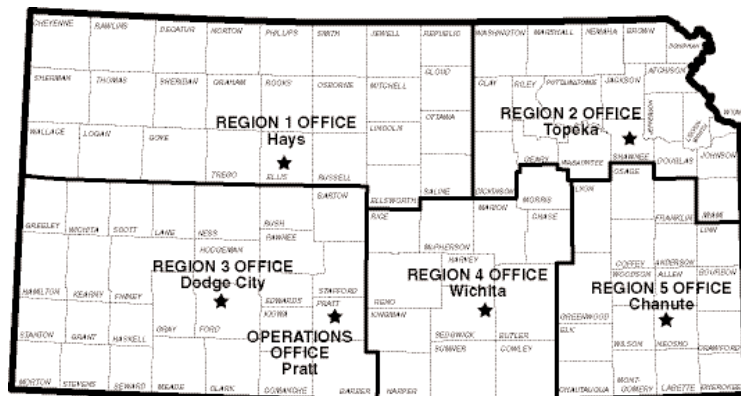 CHEYENNE RAWLINS DECATUR NORTON PHILLIPS SMITH JEWELL REPUBLIC WASHINGTON MARSHALL NEMAHA BROWN DONIPHAN
CLOUD ATCHISON
SHERMAN THOMAS SHERIDAN GRAHAM ROOKS OSBORNE MITCHELL CLAY RILEY POTTAWATOMIE JACKSON
OTTAWA
REGION 1 OFFICE
Hays
REGION 2 OFFICE
Topeka
JEFFERSON
WALLACE LOGAN GOVE LINCOLN
TREGO ELLIS RUSSELL GEARY WABAUNSEE SHAWNEE DOUGLAS JOHNSON
ELLSWORTH SALINE DICKINSON OSAGE
BARTON MORRIS LYON
RICE MARION CHASE FRANKLIN MIAMI
GREELEY WICHITA SCOTT LANE NESS RUSH LINN
PAWNEE
HODGEMAN McPHERSON HARVEY COFFEY ANDERSON
REGION 3 OFFICE
Dodge City
REGION 4 OFFICE
Wichita
WOODSON ALLEN BOURBON
REGION 5 OFFICE
Chanute
HAMILTON KEARNY FINNEY EDWARDS STAFFORD RENO
KIOWA PRATT KINGMAN GREENWOOD
OPERATIONS
OFFICE
Pratt
STANTON GRANT HASKELL GRAY FORD SEDGWICK BUTLER ELK WILSON NEOSHO CRAWFORD
SUMNER COWLEY
MORTON STEVENS SEWARD MEADE CLARK COMANCHE BARBER HARPER CHAUTAUQUA MONT-
GOMERY LABETTE CHEROKEE